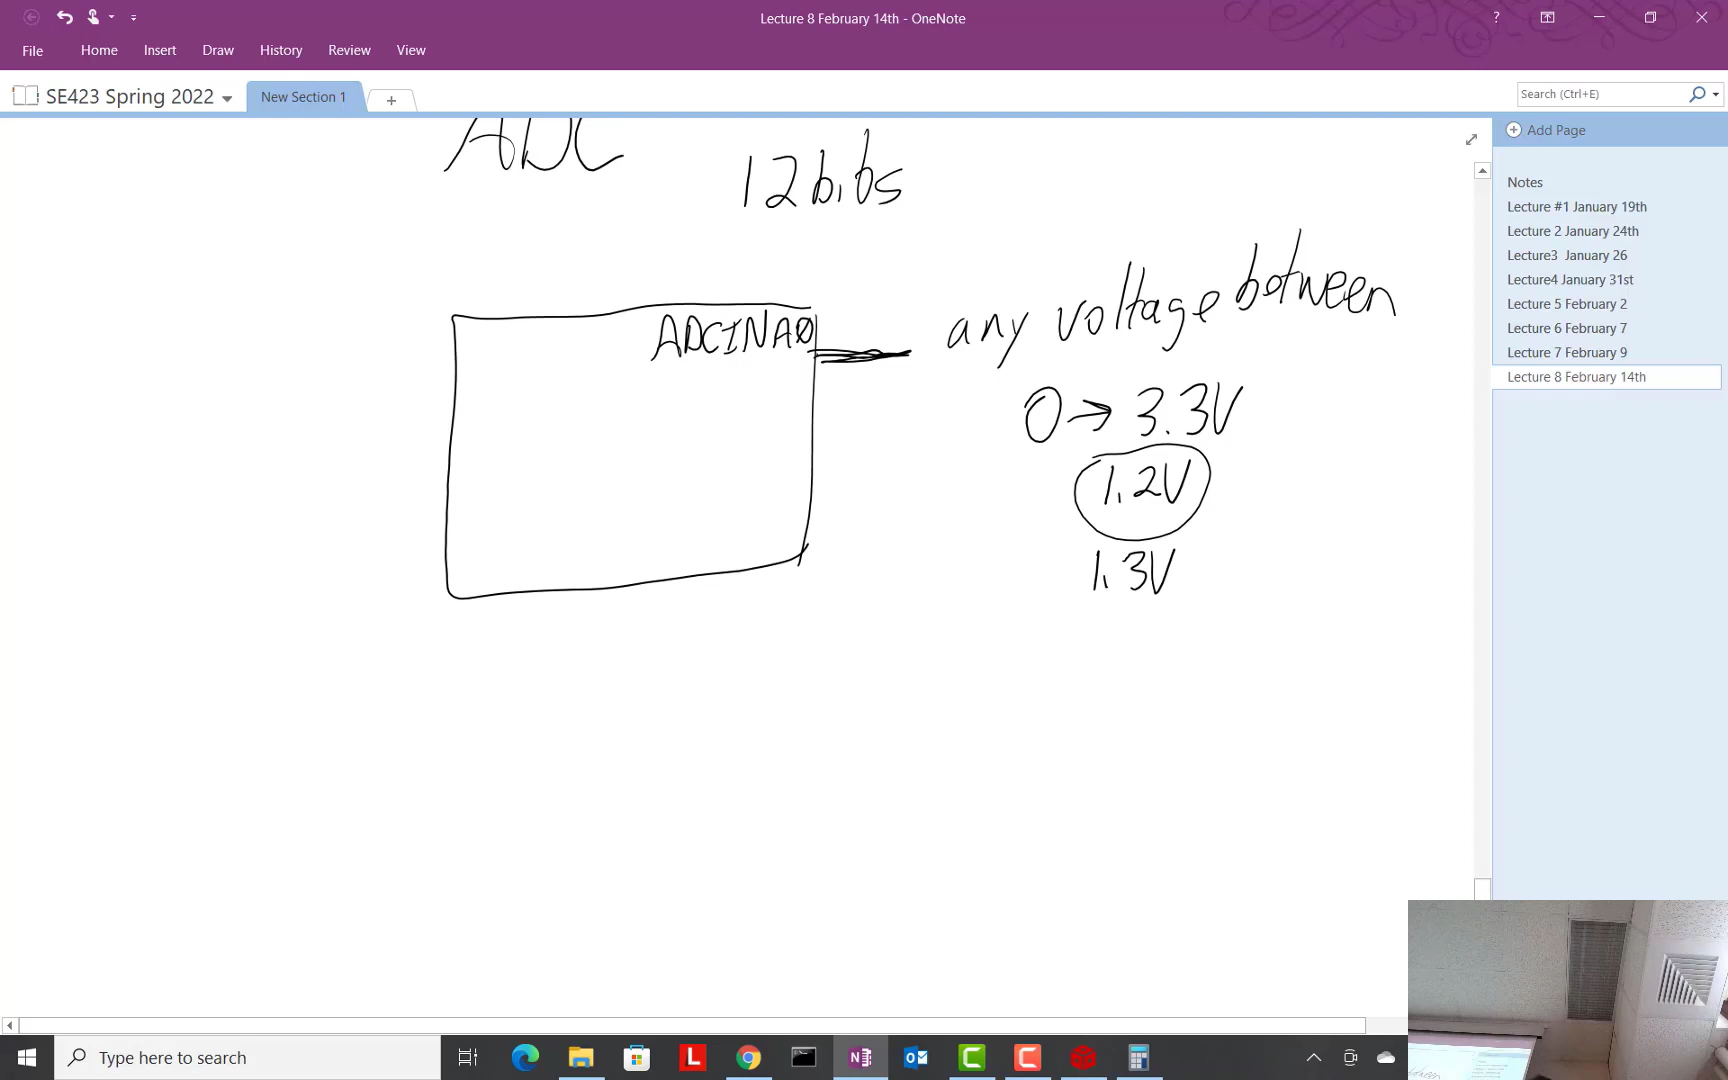 Lecture 8 February 14th - OneNote
?
File
Home
Insert
Draw
History
Review
View
SE423 Spring 2022
New Section 1
+
Search (Ctrl+E)
Add Page
Notes
Lecture #1 January 19th
Lecture 2 January 24th
Lecture3 January 26
Lecture4 January 31st
Lecture 5 February 2
Lecture 6 February 7
Lecture 7 February 9
Lecture 8 February 14th
ADC
12 bits
ADCINA0
any voltage between
0 → 3.3V
1.2V
1.3V
Type here to search